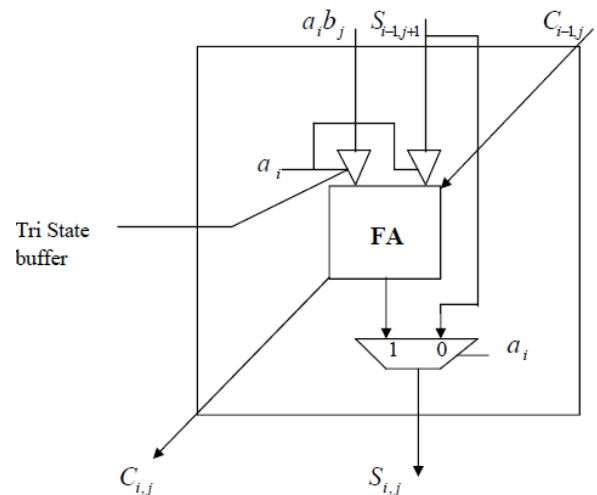 a_i b_j
S_{i-1,j+1}
C_{i-1,j}
a_i
Tri State
buffer
FA
1 0
a_i
C_{i,j}
S_{i,j}